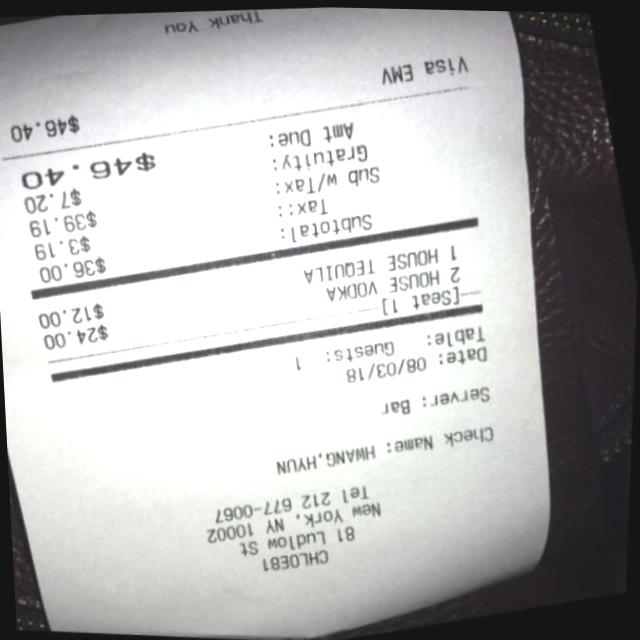 CHLOE81
81 Ludlow St
New York, NY 10002
Tel 212 677-0067
Check Name: HWANG,HYUN
Server: Bar
Date: 08/03/18
Table: Guests: 1
[Seat 1]
2 HOUSE VODKA $24.00
1 HOUSE TEQUILA $12.00
Subtotal: $36.00
Tax:: $3.19
Sub w/Tax: $39.19
Gratuity: $7.20
Amt Due: $46.40
Visa EMV $46.40
Thank You